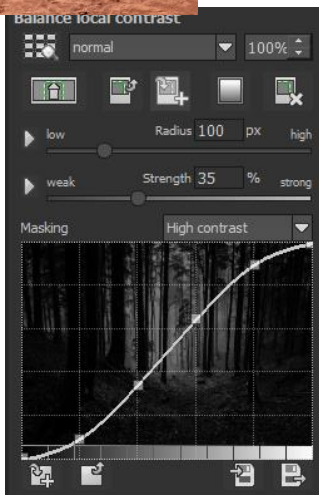 Balance local contrast
normal 100%
Radius 100 px
low high
Strength 35 %
weak strong
Masking High contrast